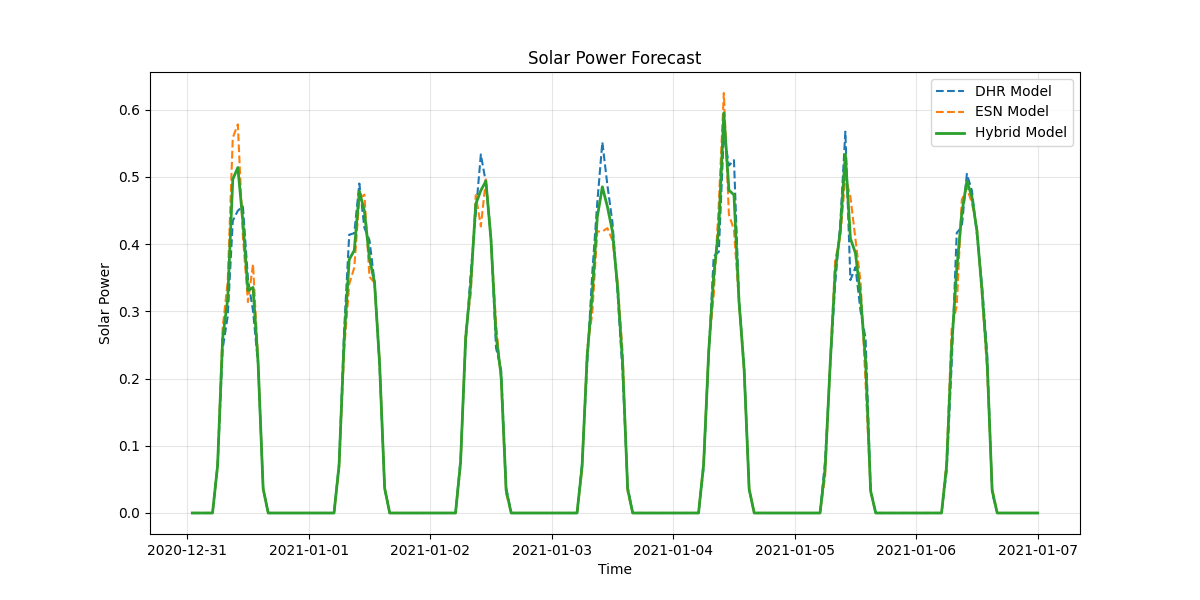 Solar Power Forecast
DHR Model
ESN Model
Hybrid Model
Solar Power
0.6
0.5
0.4
0.3
0.2
0.1
0.0
2020-12-31 2021-01-01 2021-01-02 2021-01-03 2021-01-04 2021-01-05 2021-01-06 2021-01-07
Time